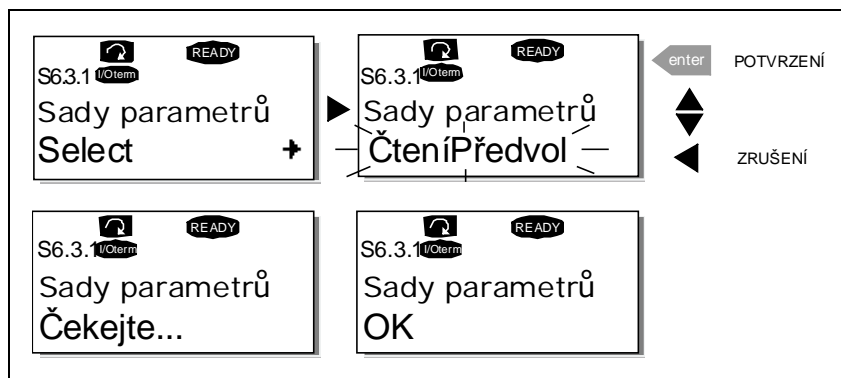 READY
S6.3.1 I/Oterm
Sady parametrů
Select
READY
S6.3.1 I/Oterm
Sady parametrů
ČteníPředvol
enter POTVRZENÍ
ZRUŠENÍ
READY
S6.3.1 I/Oterm
Sady parametrů
Čekejte...
READY
S6.3.1 I/Oterm
Sady parametrů
OK